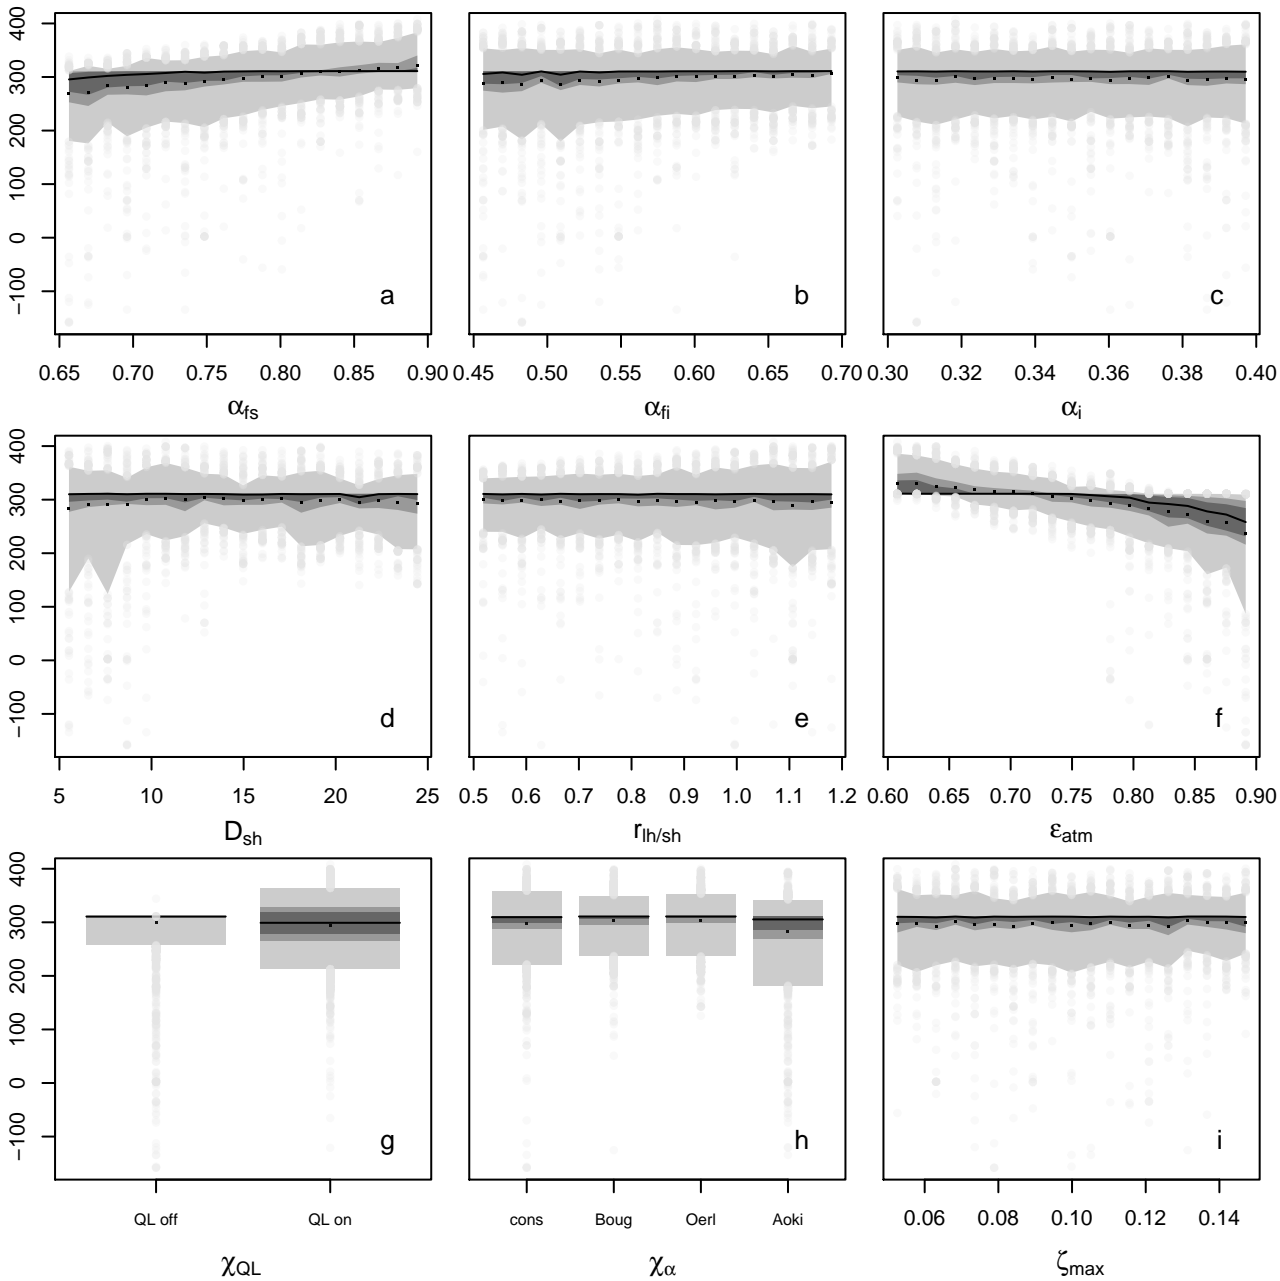 400
300
200
100
0
−100
a
b
c
0.65 0.70 0.75 0.80 0.85 0.90 0.45 0.50 0.55 0.60 0.65 0.70 0.30 0.32 0.34 0.36 0.38 0.40
αfs αfi αi
400
300
200
100
0
−100
d
e
f
5 10 15 20 25 0.5 0.6 0.7 0.8 0.9 1.0 1.1 1.2 0.60 0.65 0.70 0.75 0.80 0.85 0.90
Dsh rlh/sh εatm
400
300
200
100
0
−100
g
h
i
QL off QL on cons Boug Oerl Aoki 0.06 0.08 0.10 0.12 0.14
χQL χα ζmax